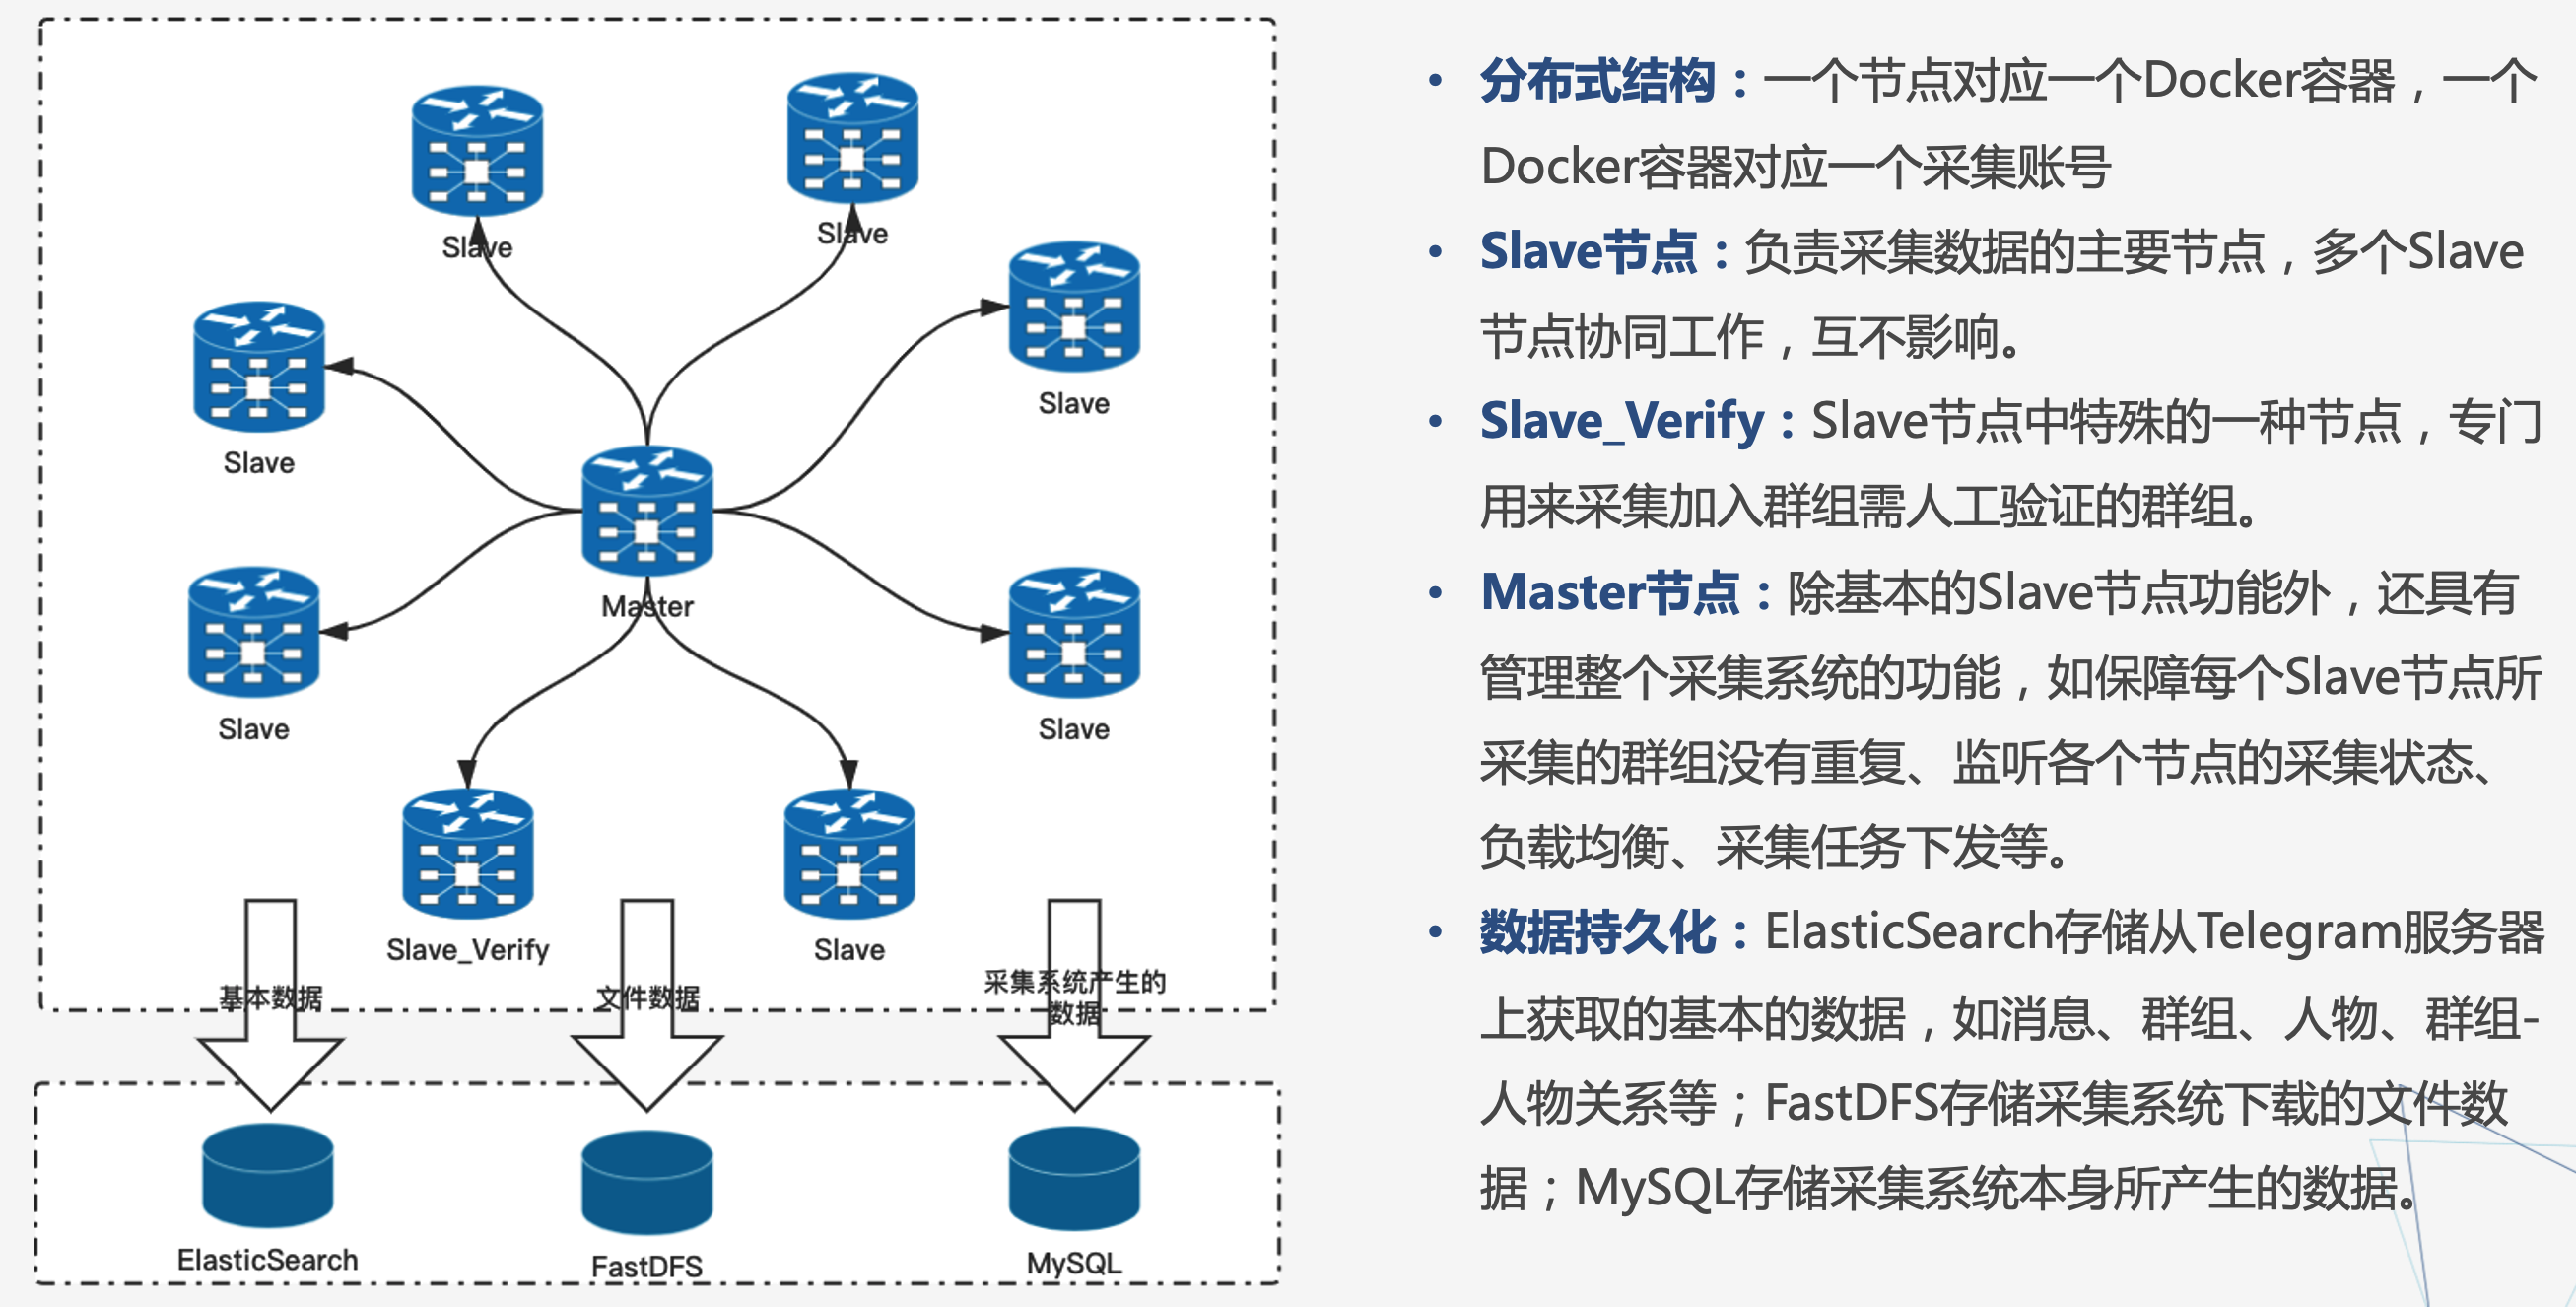 Slave
Slave
Slave
Slave
Master
Slave
Slave
Slave_Verify
Slave
基本数据
文件数据
采集系统产生的
数据
ElasticSearch
FastDFS
MySQL
• 分布式结构：一个节点对应一个Docker容器，一个
Docker容器对应一个采集账号
• Slave节点：负责采集数据的主要节点，多个Slave
节点协同工作，互不影响。
• Slave_Verify：Slave节点中特殊的一种节点，专门
用来采集加入群组需人工验证的群组。
• Master节点：除基本的Slave节点功能外，还具有
管理整个采集系统的功能，如保障每个Slave节点所
采集的群组没有重复、监听各个节点的采集状态、
负载均衡、采集任务下发等。
• 数据持久化：ElasticSearch存储从Telegram服务器
上获取的基本的数据，如消息、群组、人物、群组-
人物关系等；FastDFS存储采集系统下载的文件数
据；MySQL存储采集系统本身所产生的数据。